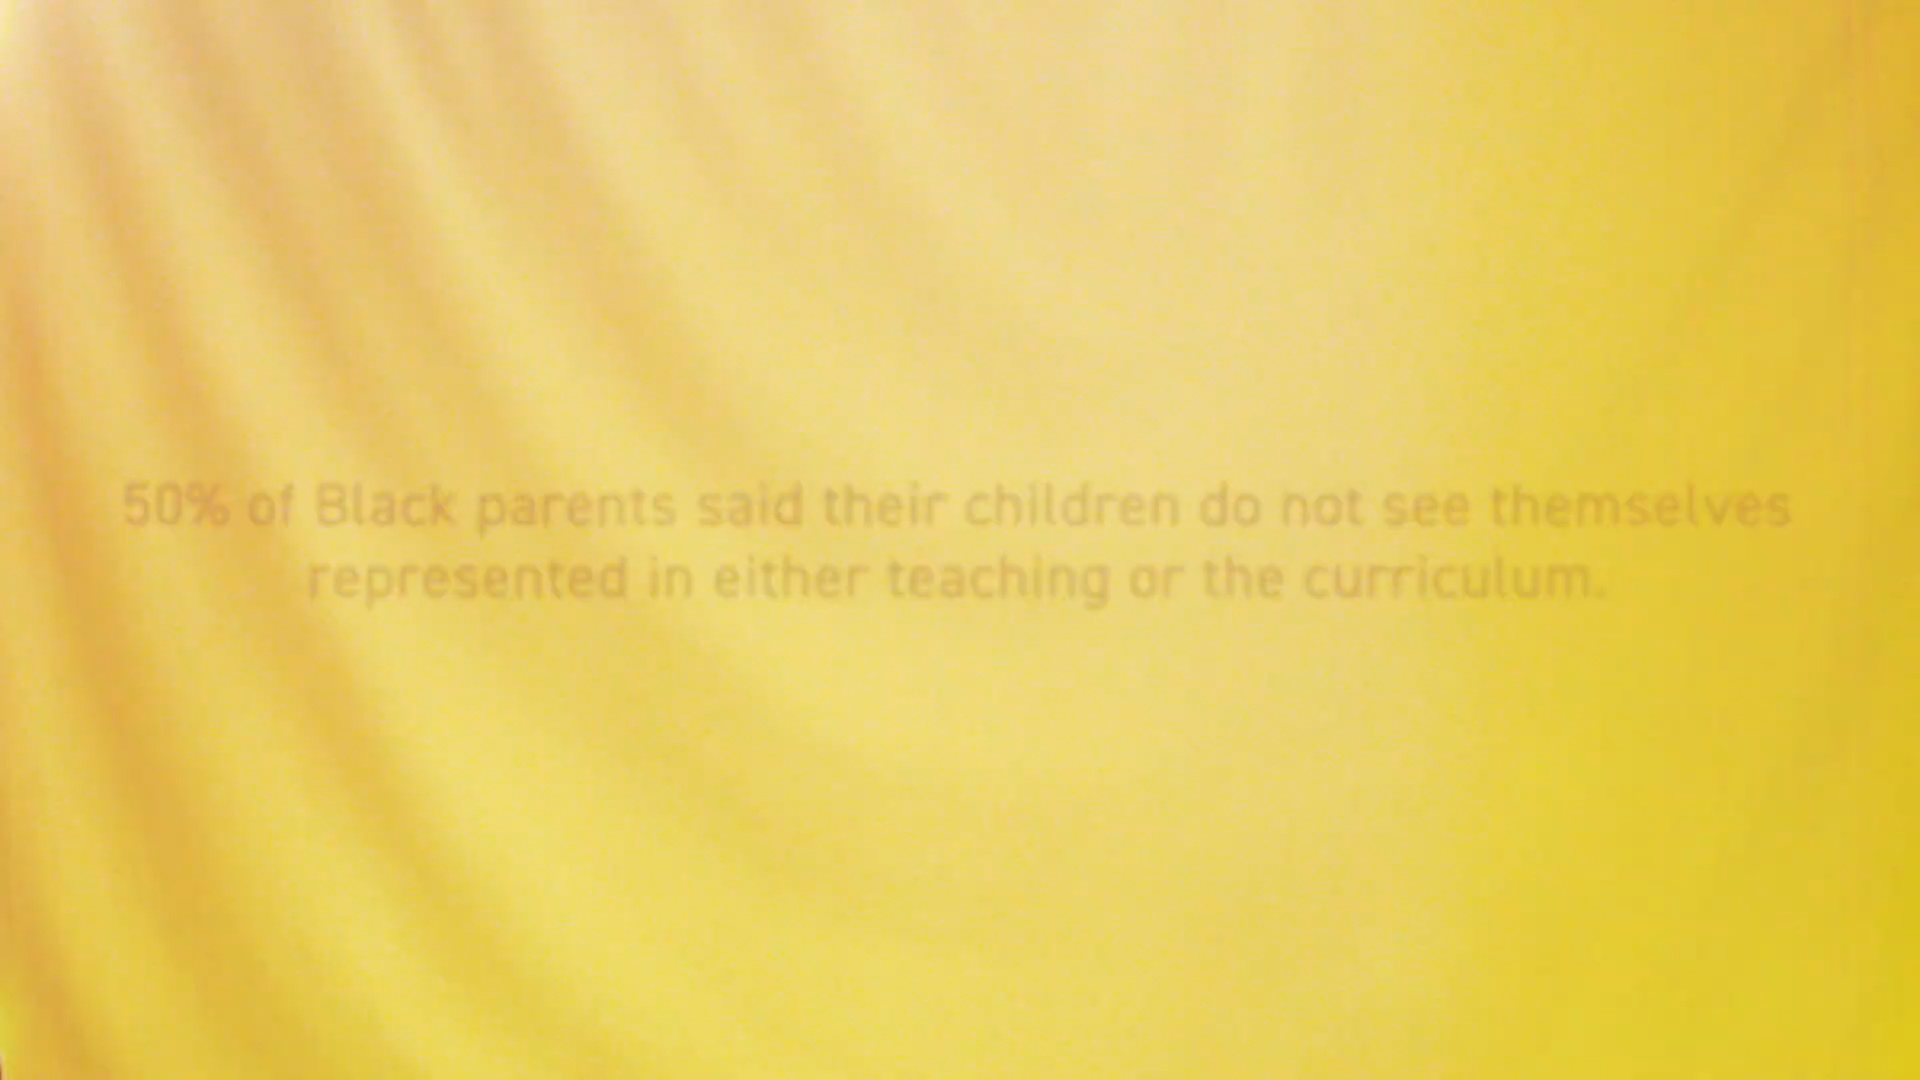 50% of Black parents said their children do not see themselves
represented in either teaching or the curriculum.